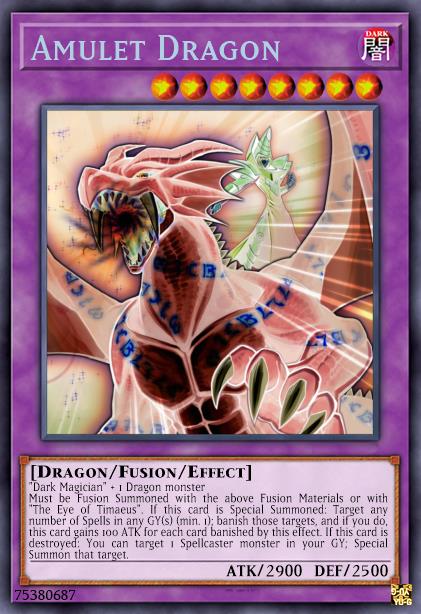 Amulet Dragon
DARK
闇
[Dragon/Fusion/Effect]
"Dark Magician" + 1 Dragon monster
Must be Fusion Summoned with the above Fusion Materials or with
"The Eye of Timaeus". If this card is Special Summoned: Target any
number of Spells in any GY(s) (min. 1); banish those targets, and if you do,
this card gains 100 ATK for each card banished by this effect. If this card is
destroyed: You can target 1 Spellcaster monster in your GY; Special
Summon that target.
ATK/2900 DEF/2500
75380687